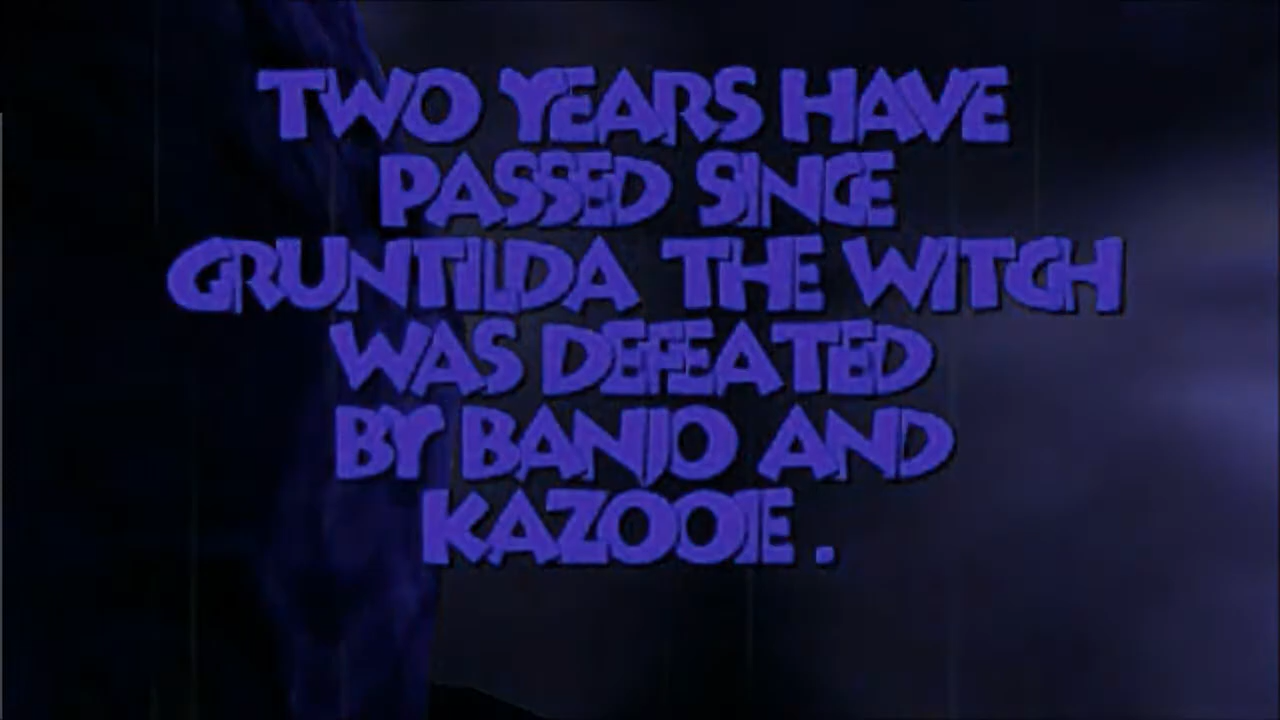 TWO YEARS HAVE
PASSED SINCE
GRUNTILDA THE WITCH
WAS DEFEATED
BY BANJO AND
KAZOOIE .